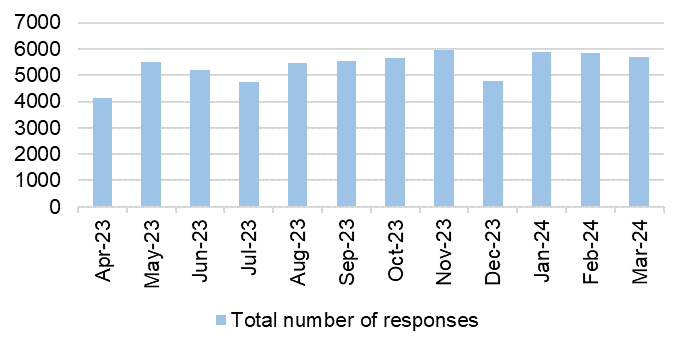 7000
6000
5000
4000
3000
2000
1000
0
Apr-23
May-23
Jun-23
Jul-23
Aug-23
Sep-23
Oct-23
Nov-23
Dec-23
Jan-24
Feb-24
Mar-24
Total number of responses